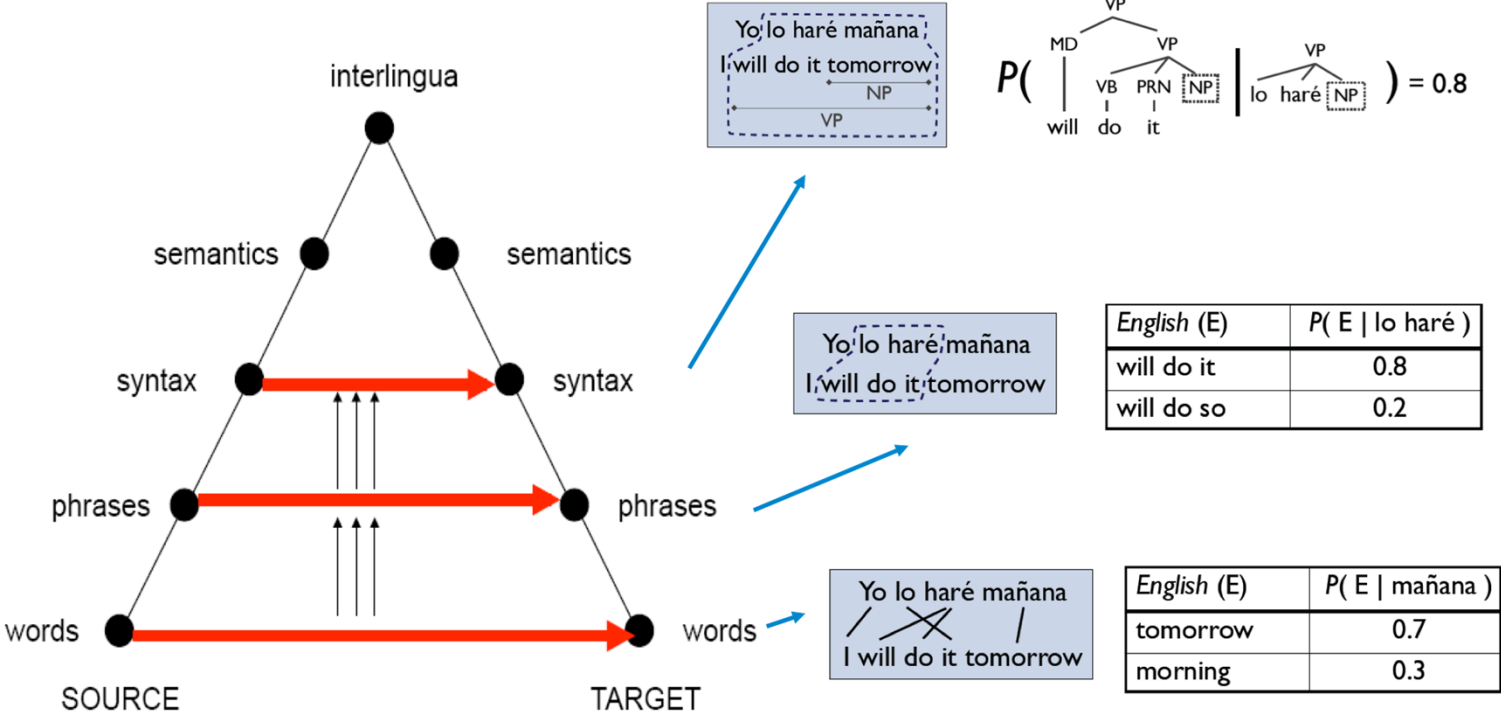 interlingua
semantics
semantics
syntax
syntax
phrases
phrases
words
words
SOURCE
TARGET
Yo lo haré mañana
I will do it tomorrow
NP
VP
VP
MD
VP
P(
VB
PRN
NP
will
do
it
|
VP
lo
haré
NP
) = 0.8
Yo lo haré mañana
I will do it tomorrow
English (E)
P( E | lo haré )
will do it
0.8
will do so
0.2
Yo lo haré mañana
I will do it tomorrow
English (E)
P( E | mañana )
tomorrow
0.7
morning
0.3